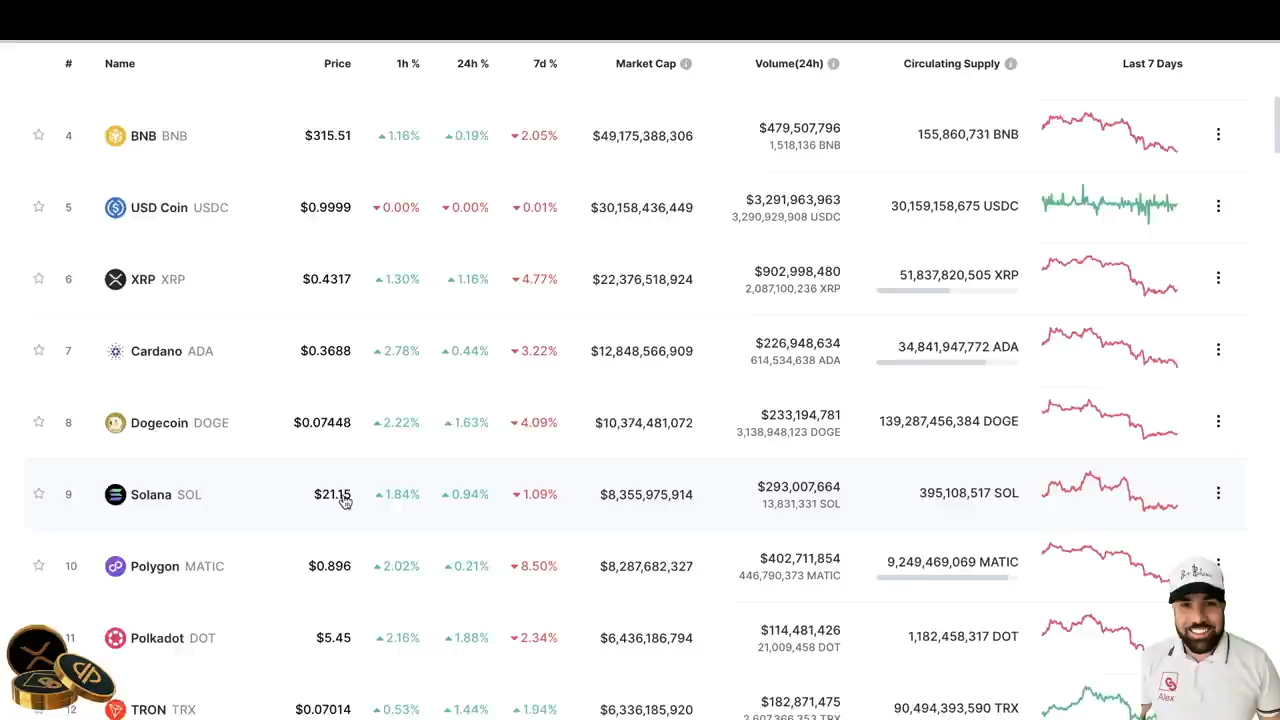 # Name Price 1h % 24h % 7d % Market Cap Volume(24h) Circulating Supply Last 7 Days
4 BNB BNB $315.51 1.16% 0.19% 2.05% $49,175,388,306 $479,507,796 155,860,731 BNB
1,518,136 BNB
5 USD Coin USDC $0.9999 0.00% 0.00% 0.01% $30,158,436,449 $3,291,963,963 30,159,158,675 USDC
3,290,929,908 USDC
6 XRP XRP $0.4317 1.30% 1.16% 4.77% $22,376,518,924 $902,998,480 51,837,820,505 XRP
2,087,100,236 XRP
7 Cardano ADA $0.3688 2.78% 0.44% 3.22% $12,848,566,909 $226,948,634 34,841,947,772 ADA
614,534,638 ADA
8 Dogecoin DOGE $0.07448 2.22% 1.63% 4.09% $10,374,481,072 $233,194,781 139,287,456,384 DOGE
3,138,948,123 DOGE
9 Solana SOL $21.15 1.84% 0.94% 1.09% $8,355,975,914 $293,007,664 395,108,517 SOL
13,831,331 SOL
10 Polygon MATIC $0.896 2.02% 0.21% 8.50% $8,287,682,327 $402,711,854 9,249,469,069 MATIC
446,790,373 MATIC
11 Polkadot DOT $5.45 2.16% 1.88% 2.34% $6,436,186,794 $114,481,426 1,182,458,317 DOT
21,009,458 DOT
12 TRON TRX $0.07014 0.53% 1.44% 1.94% $6,336,185,920 $182,871,475 90,494,393,590 TRX
2,607,366,353 TRX
Alex